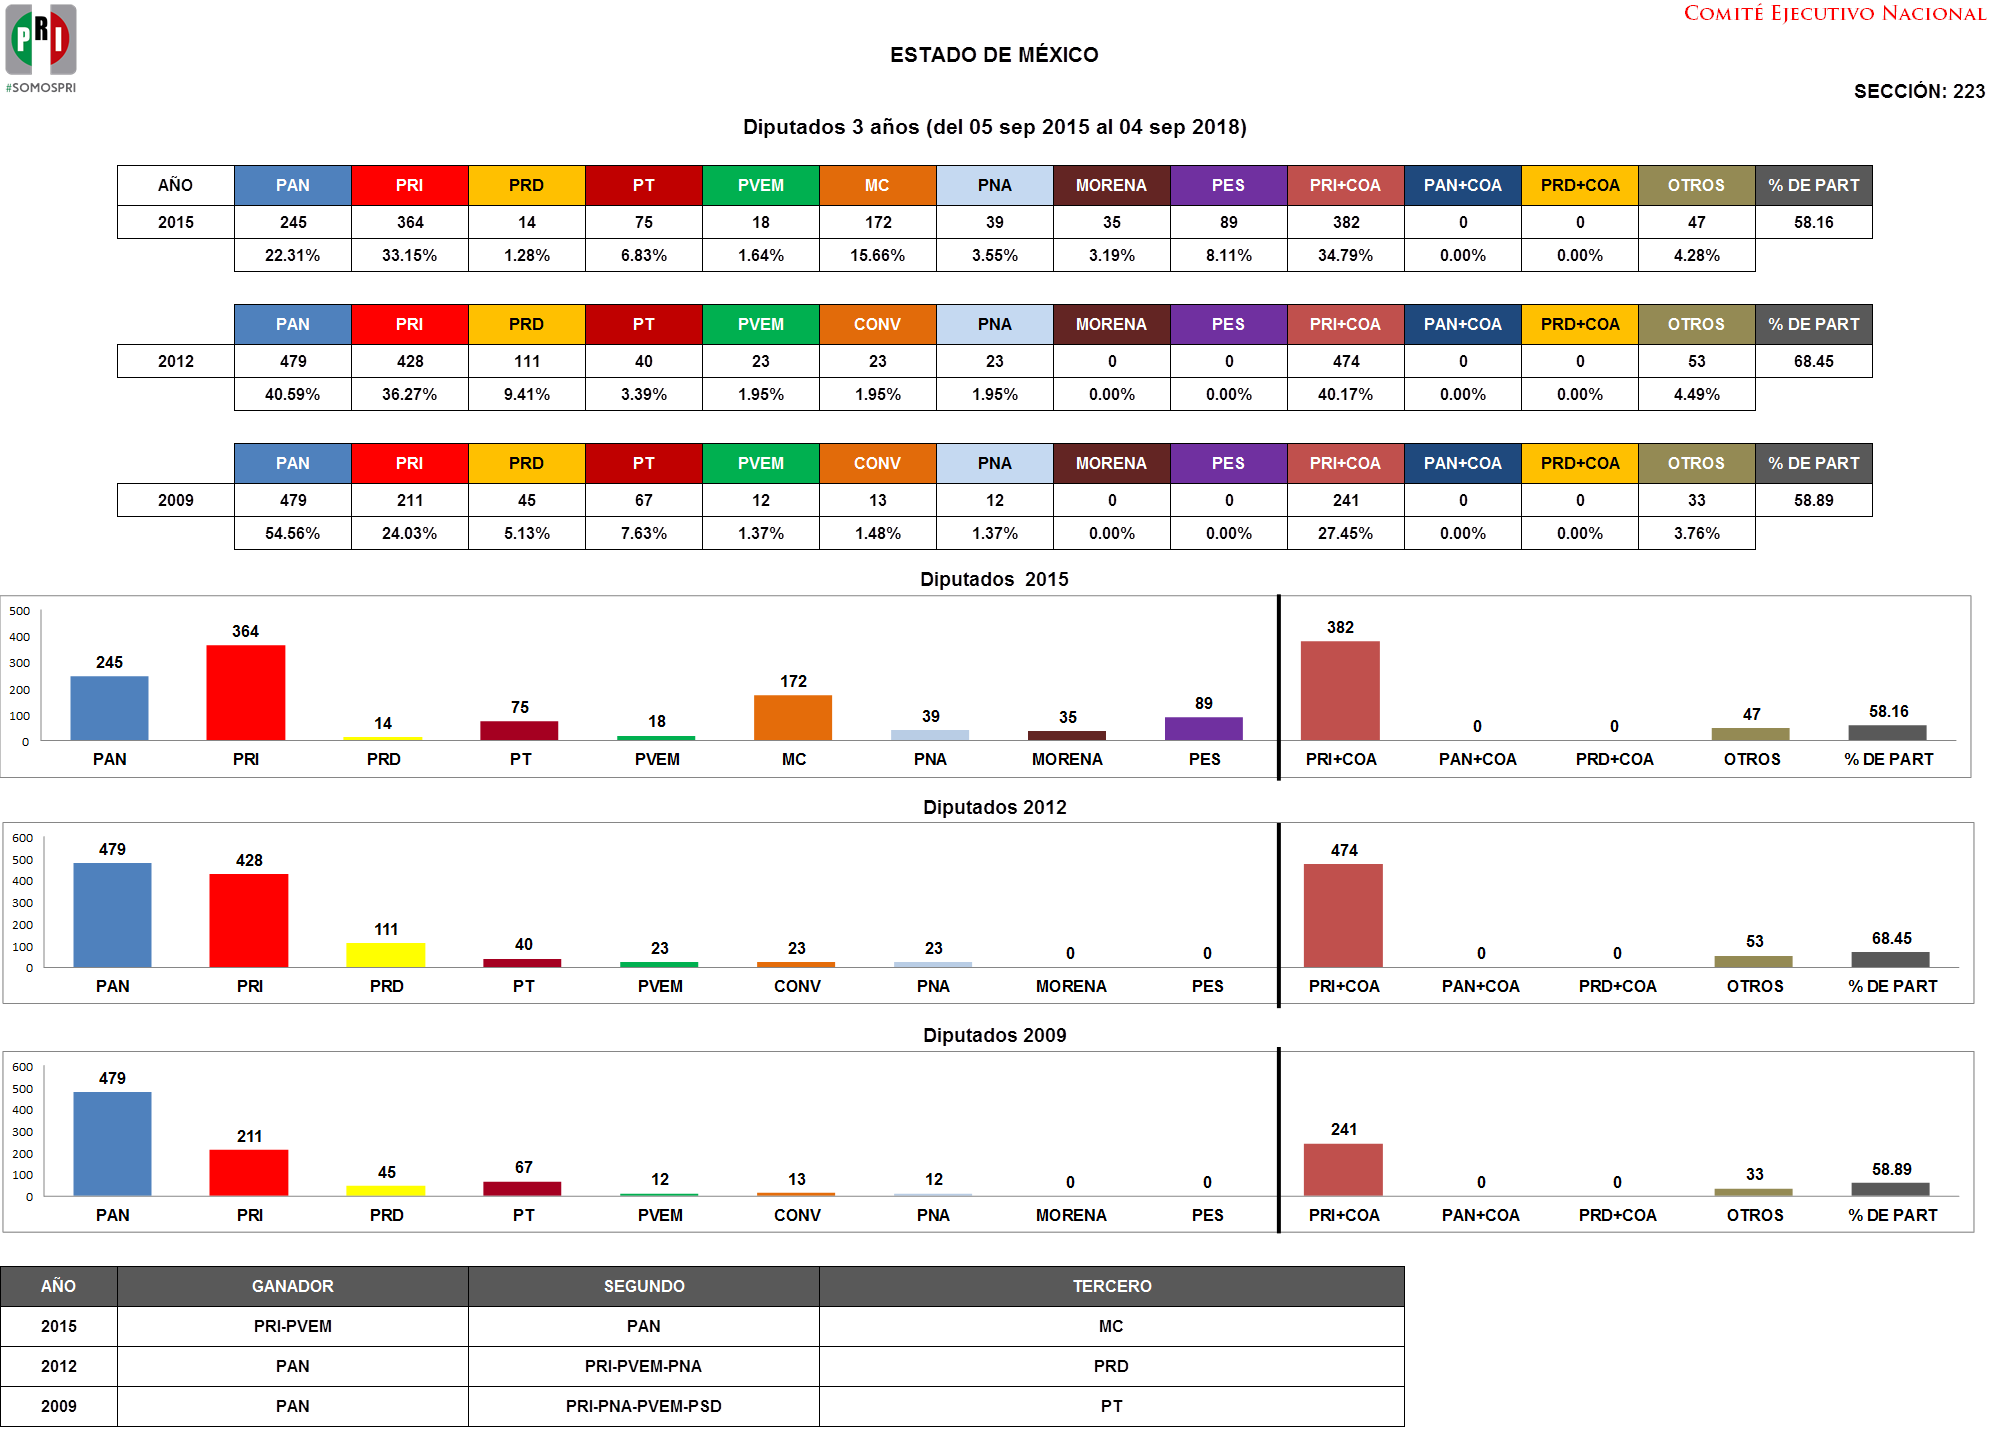 PRI
#SOMOSPRI
COMITÉ EJECUTIVO NACIONAL
ESTADO DE MÉXICO
SECCIÓN: 223
Diputados 3 años (del 05 sep 2015 al 04 sep 2018)
AÑO PAN PRI PRD PT PVEM MC PNA MORENA PES PRI+COA PAN+COA PRD+COA OTROS % DE PART
2015 245 364 14 75 18 172 39 35 89 382 0 0 47 58.16
22.31% 33.15% 1.28% 6.83% 1.64% 15.66% 3.55% 3.19% 8.11% 34.79% 0.00% 0.00% 4.28%
PAN PRI PRD PT PVEM CONV PNA MORENA PES PRI+COA PAN+COA PRD+COA OTROS % DE PART
2012 479 428 111 40 23 23 23 0 0 474 0 0 53 68.45
40.59% 36.27% 9.41% 3.39% 1.95% 1.95% 1.95% 0.00% 0.00% 40.17% 0.00% 0.00% 4.49%
PAN PRI PRD PT PVEM CONV PNA MORENA PES PRI+COA PAN+COA PRD+COA OTROS % DE PART
2009 479 211 45 67 12 13 12 0 0 241 0 0 33 58.89
54.56% 24.03% 5.13% 7.63% 1.37% 1.48% 1.37% 0.00% 0.00% 27.45% 0.00% 0.00% 3.76%
Diputados 2015
500
400
300
200
100
0
245 364 14 75 18 172 39 35 89 382 0 0 47 58.16
PAN PRI PRD PT PVEM MC PNA MORENA PES PRI+COA PAN+COA PRD+COA OTROS % DE PART
Diputados 2012
600
500
400
300
200
100
0
479 428 111 40 23 23 23 0 0 474 0 0 53 68.45
PAN PRI PRD PT PVEM CONV PNA MORENA PES PRI+COA PAN+COA PRD+COA OTROS % DE PART
Diputados 2009
600
500
400
300
200
100
0
479 211 45 67 12 13 12 0 0 241 0 0 33 58.89
PAN PRI PRD PT PVEM CONV PNA MORENA PES PRI+COA PAN+COA PRD+COA OTROS % DE PART
AÑO GANADOR SEGUNDO TERCERO
2015 PRI-PVEM PAN MC
2012 PAN PRI-PVEM-PNA PRD
2009 PAN PRI-PNA-PVEM-PSD PT